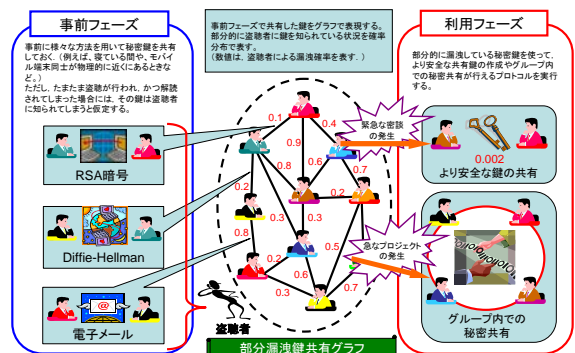 事前フェーズ
事前に様々な方法を用いて秘密鍵を共有
しておく.（例えば、寝ている間や、モバイ
ル端末同士が物理的に近くにあるときな
ど。）
ただし、たまたま盗聴が行われ、かつ解読
されてしまった場合には、その鍵は盗聴者
に知られてしまうと仮定する。
RSA暗号
Diffie-Hellman
@
電子メール
事前フェーズで共有した鍵をグラフで表現する。
部分的に盗聴者に鍵を知られている状況を確率
分布で表す。
（数値は、盗聴者による漏洩確率を表す．）
0.1
0.4
0.9
0.8
0.6
0.7
0.2
0.2
0.3
0.3
0.8
0.5
0.2
0.6
0.3
0.7
盗聴者
部分漏洩鍵共有グラフ
緊急な密談
の発生
急なプロジェクト
の発生
利用フェーズ
部分的に漏洩している秘密鍵を使って，
より安全な共有鍵の作成やグループ内
での秘密共有が行えるプロトコルを実行
する。
0.002
より安全な鍵の共有
グループ内での
秘密共有